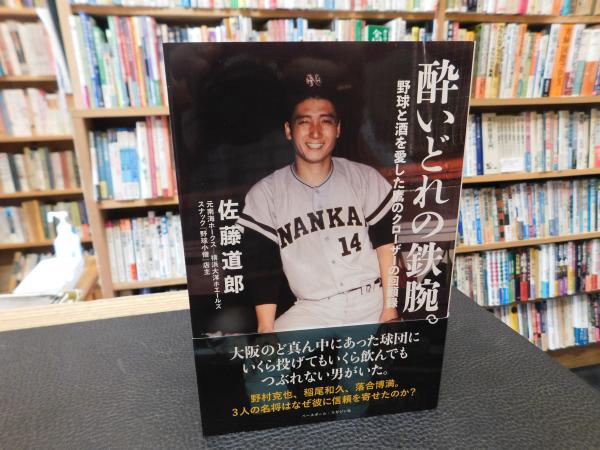 酔いどれの鉄腕。
野球と酒を愛した鷹のクローザーの回顧録
佐藤道郎
元南海ホークス―横浜大洋ホエールズ
スナック「野球小僧」店主
NANKA
14
大阪のど真ん中にあった球団に
いくら投げてもいくら飲んでも
つぶれない男がいた。
野村克也、稲尾和久、落合博満。
3人の名将はなぜ彼に信頼を寄せたのか?
ベースボール・マガジン社